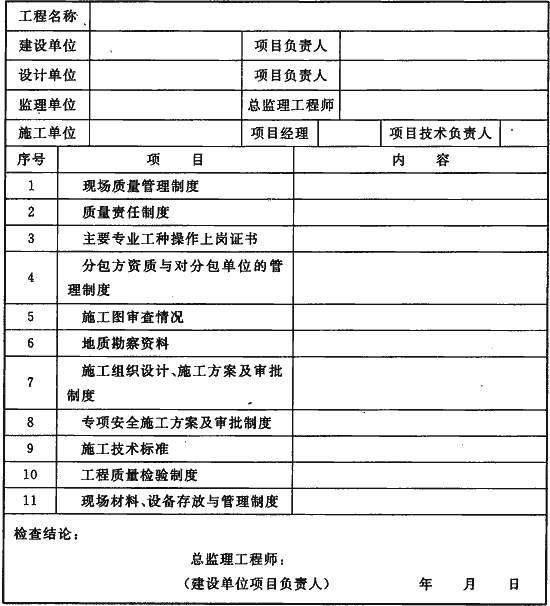 工程名称
建设单位 项目负责人
设计单位 项目负责人
监理单位 总监理工程师
施工单位 项目经理 项目技术负责人
序号 项 目 内 容
1 现场质量管理制度
2 质量责任制度
3 主要专业工种操作上岗证书
4 分包方资质与对分包单位的管
理制度
5 施工图审查情况
6 地质勘察资料
7 施工组织设计、施工方案及审批
制度
8 专项安全施工方案及审批制度
9 施工技术标准
10 工程质量检验制度
11 现场材料、设备存放与管理制度
检查结论：
总监理工程师：
（建设单位项目负责人） 年 月 日